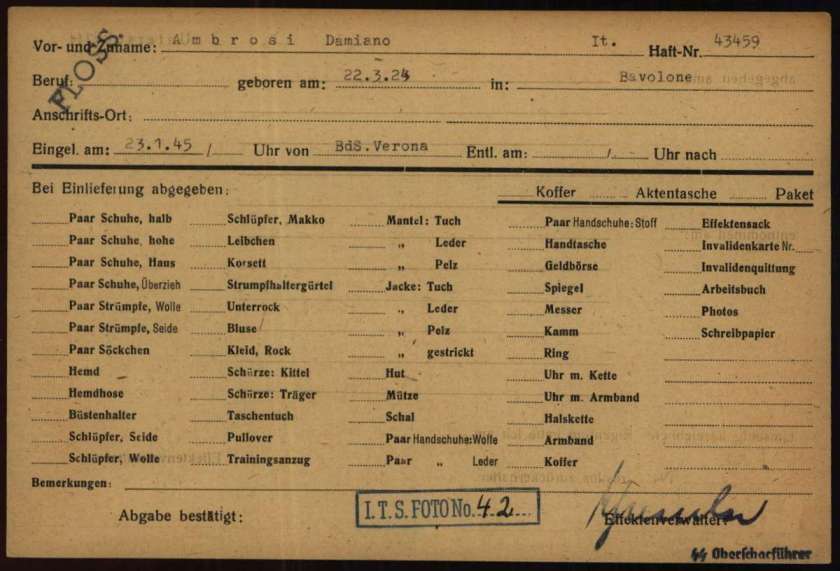 FLOSS.
Vor- und Zuname: Ambrosi Damiano It. Haft-Nr. 43459
Beruf: geboren am: 22.3.24 in: Bavolone
Anschrifts-Ort:
Eingel. am: 23.1.45 / Uhr von BdS.Verona Entl. am: / Uhr nach
Bei Einlieferung abgegeben: Koffer Aktentasche Paket
Paar Schuhe, halb Schlüpfer, Makko Mantel: Tuch Paar Handschuhe: Stoff Effektensack
Paar Schuhe, hohe Leibchen „ Leder Handtasche Invalidenkarte Nr.
Paar Schuhe, Haus Korsett „ Pelz Geldbörse Invalidenquittung
Paar Schuhe, Überzieh Strumpfhaltergürtel Jacke: Tuch Spiegel Arbeitsbuch
Paar Strümpfe, Wolle Unterrock „ Leder Messer Photos
Paar Strümpfe, Seide Bluse „ Pelz Kamm Schreibpapier
Paar Söckchen Kleid, Rock „ gestrickt Ring
Hemd Schürze: Kittel Hut Uhr m. Kette
Hemdhose Schürze: Träger Mütze Uhr m. Armband
Büstenhalter Taschentuch Schal Halskette
Schlüpfer, Seide Pullover Paar Handschuhe: Wolle Armband
Schlüpfer, Wolle Trainingsanzug Paar „ Leder Koffer
Bemerkungen:
Abgabe bestätigt: I.T.S. FOTO No. 42 Effektenverwalter:
SS Oberscharführer